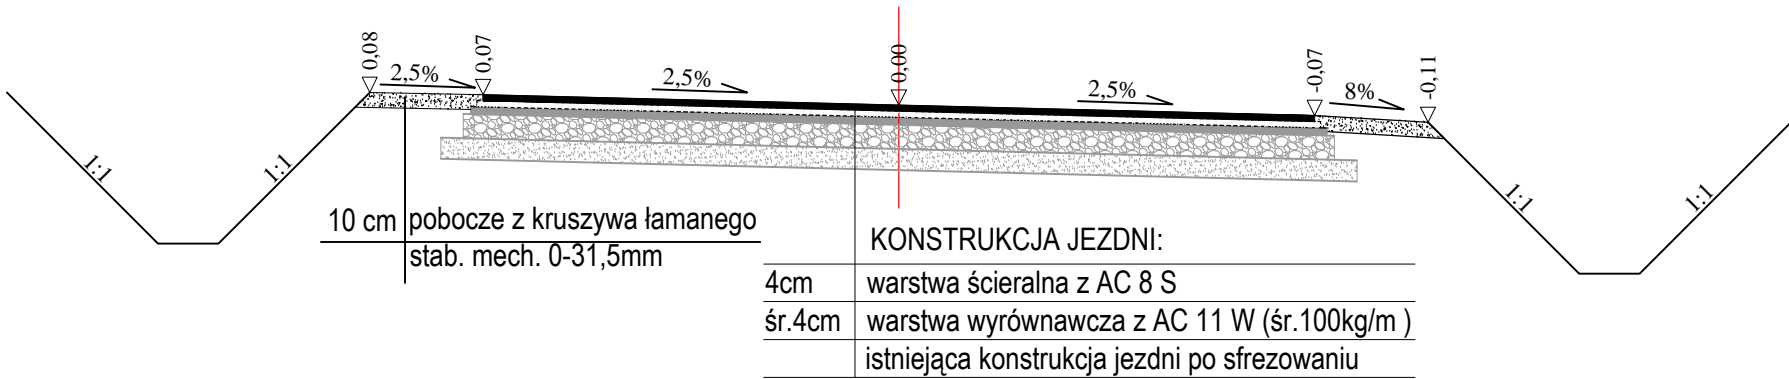 0,08
2,5%
0,07
2,5%
0,00
2,5%
-0,07
8%
-0,11
1:1
1:1
1:1
1:1
10 cm pobocze z kruszywa łamanego
stab. mech. 0-31,5mm
KONSTRUKCJA JEZDNI:
4cm warstwa ścieralna z AC 8 S
śr.4cm warstwa wyrównawcza z AC 11 W (śr.100kg/m )
istniejąca konstrukcja jezdni po sfrezowaniu